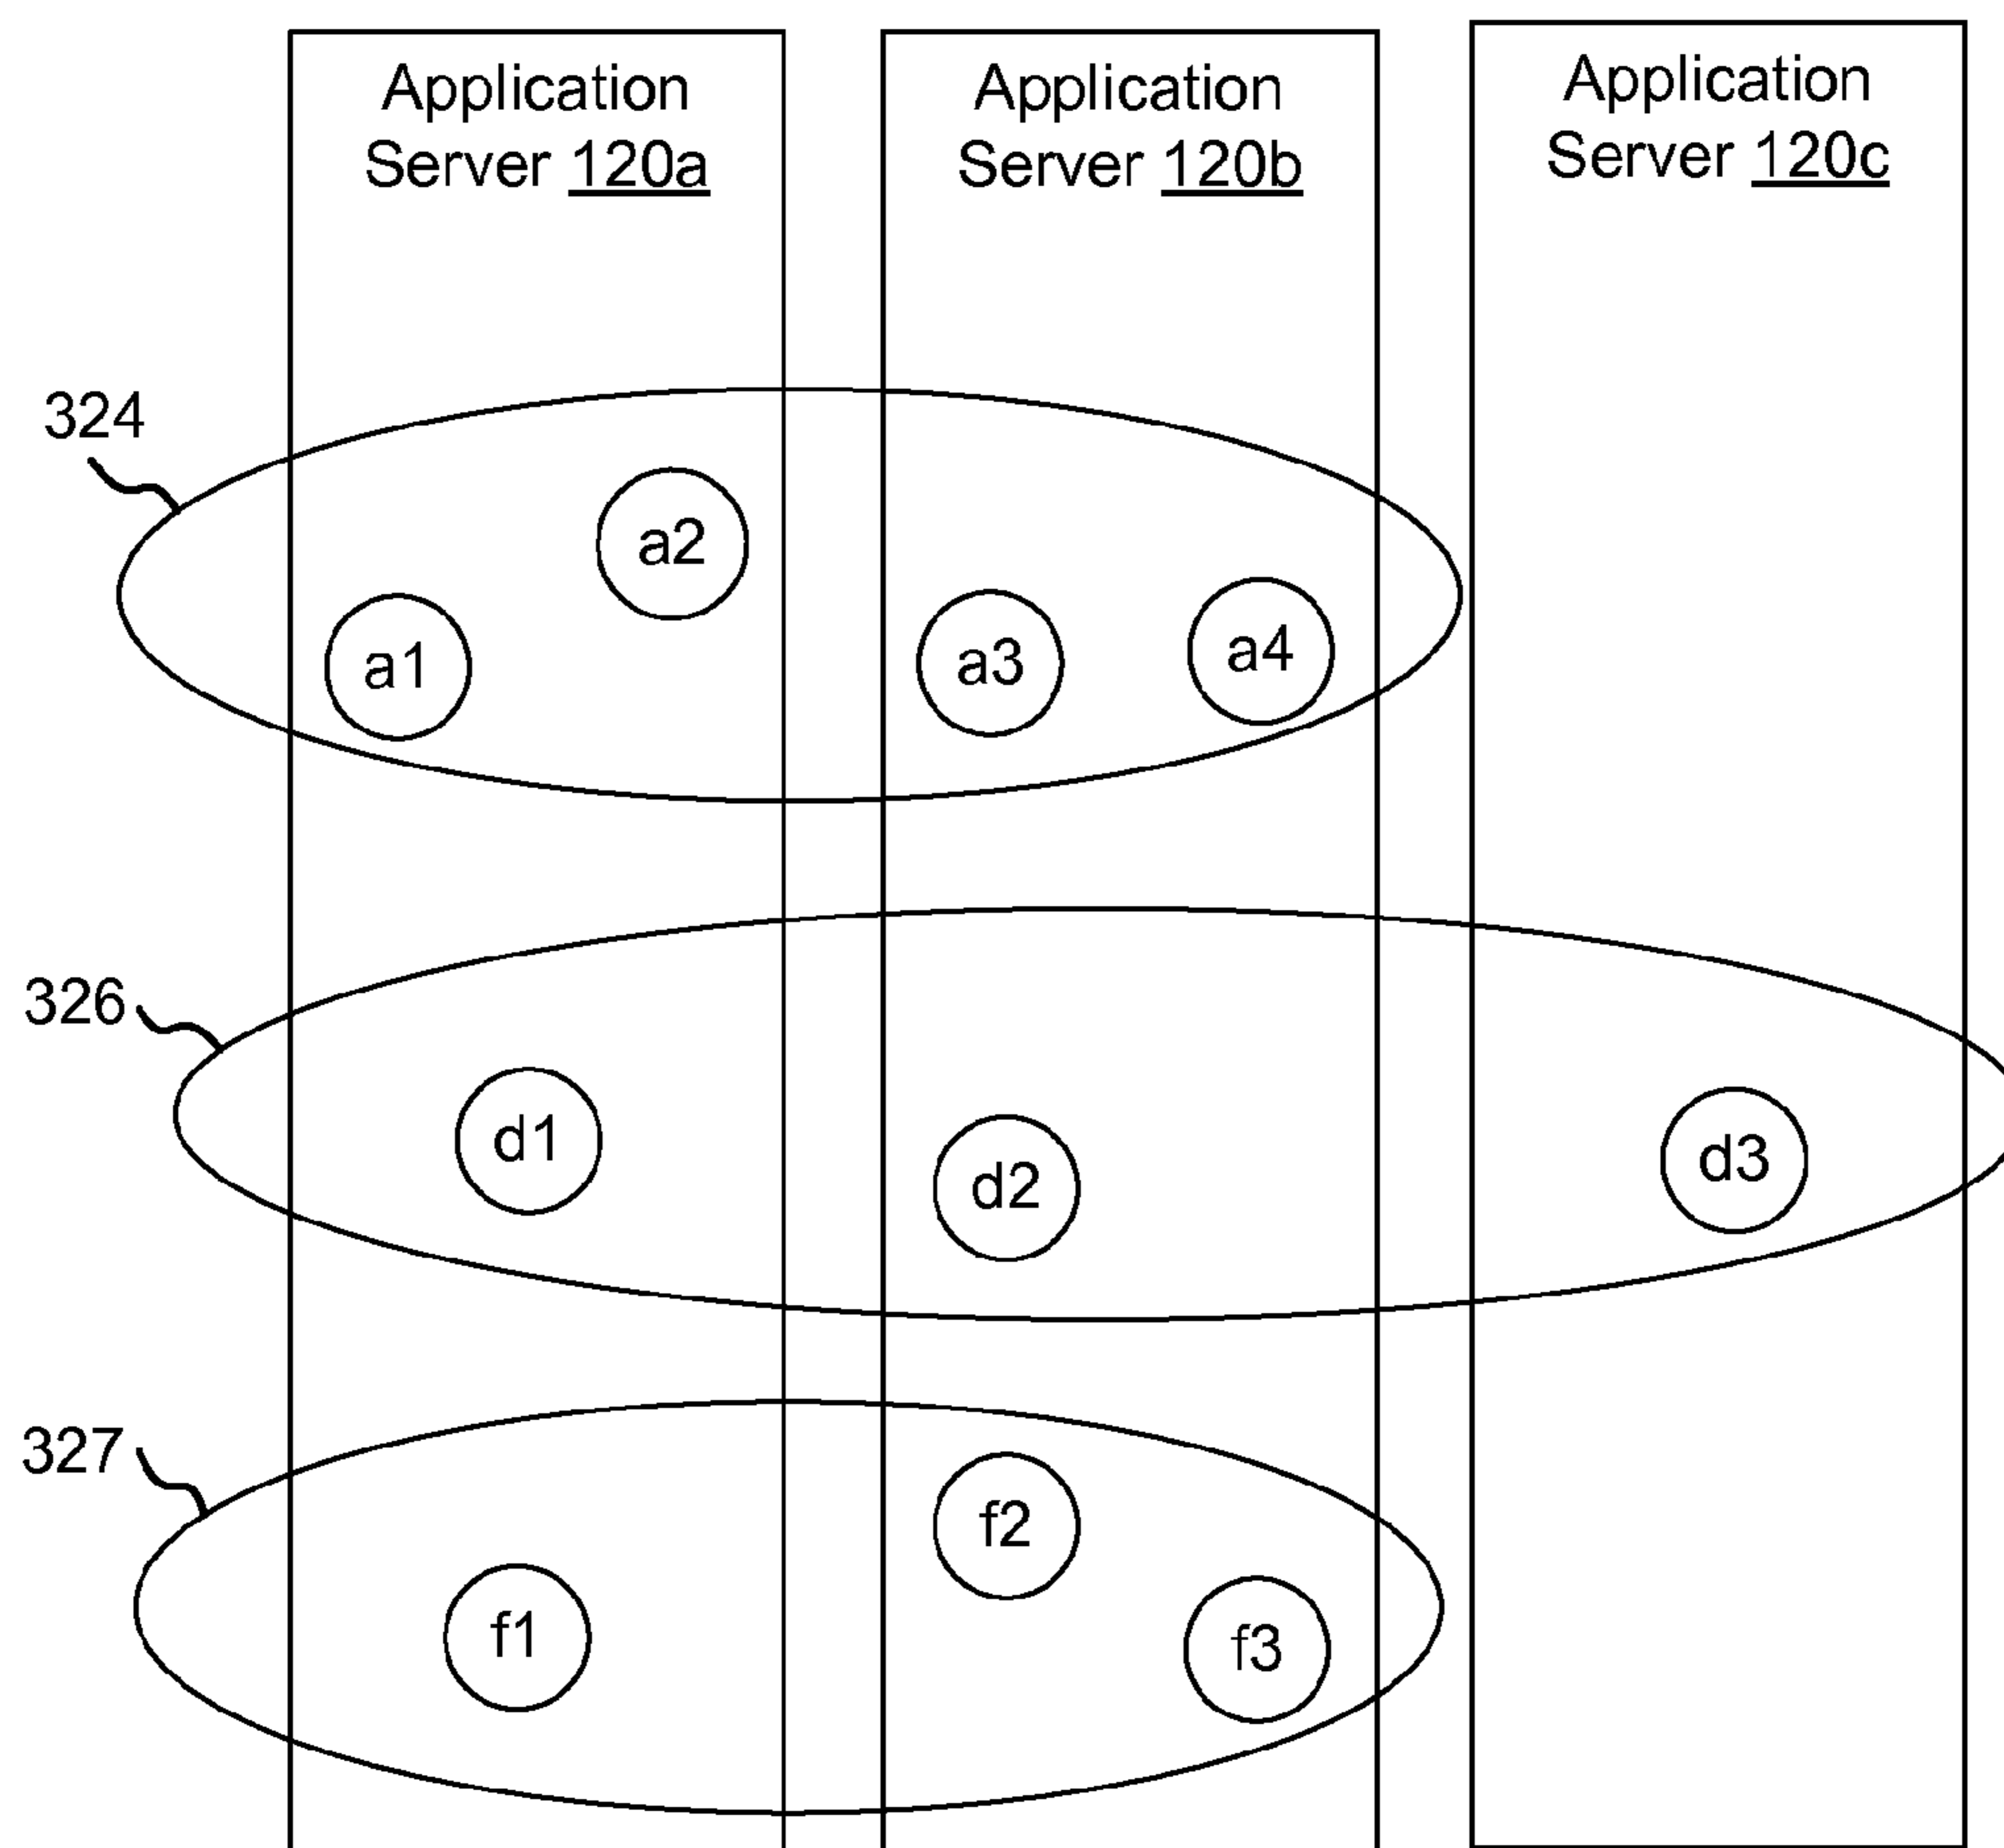 Application
Server 120a
Application
Server 120b
Application
Server 120c
324
a2
a1
a3
a4
326
d1
d2
d3
327
f2
f1
f3